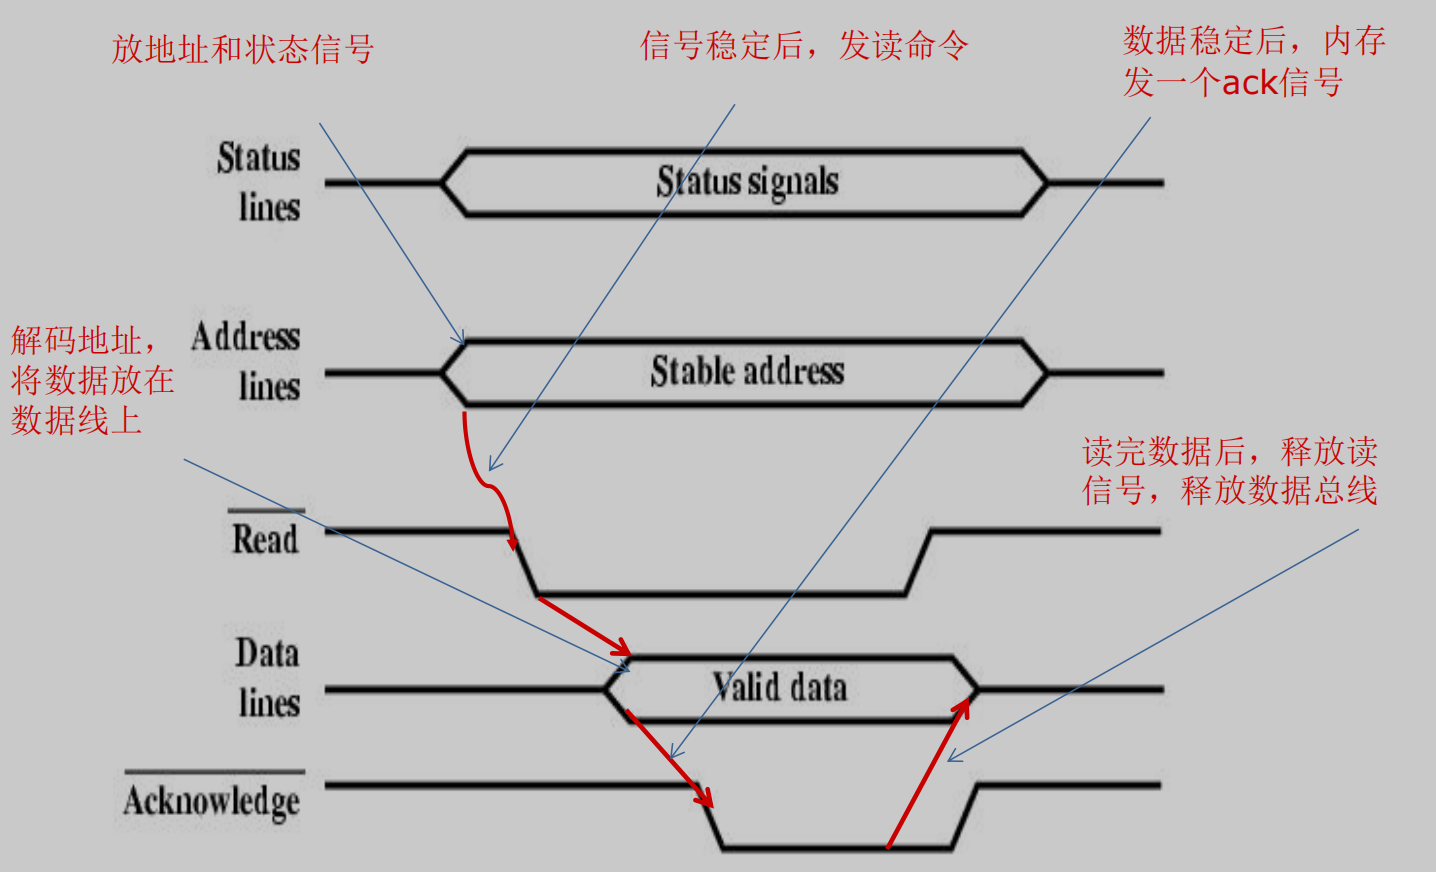 放地址和状态信号
信号稳定后，发读命令
数据稳定后，内存
发一个ack信号
Status
lines
Status signals
Address
lines
Stable address
解码地址，
将数据放在
数据线上
读完数据后，释放读
信号，释放数据总线
Read
Data
lines
Valid data
Acknowledge